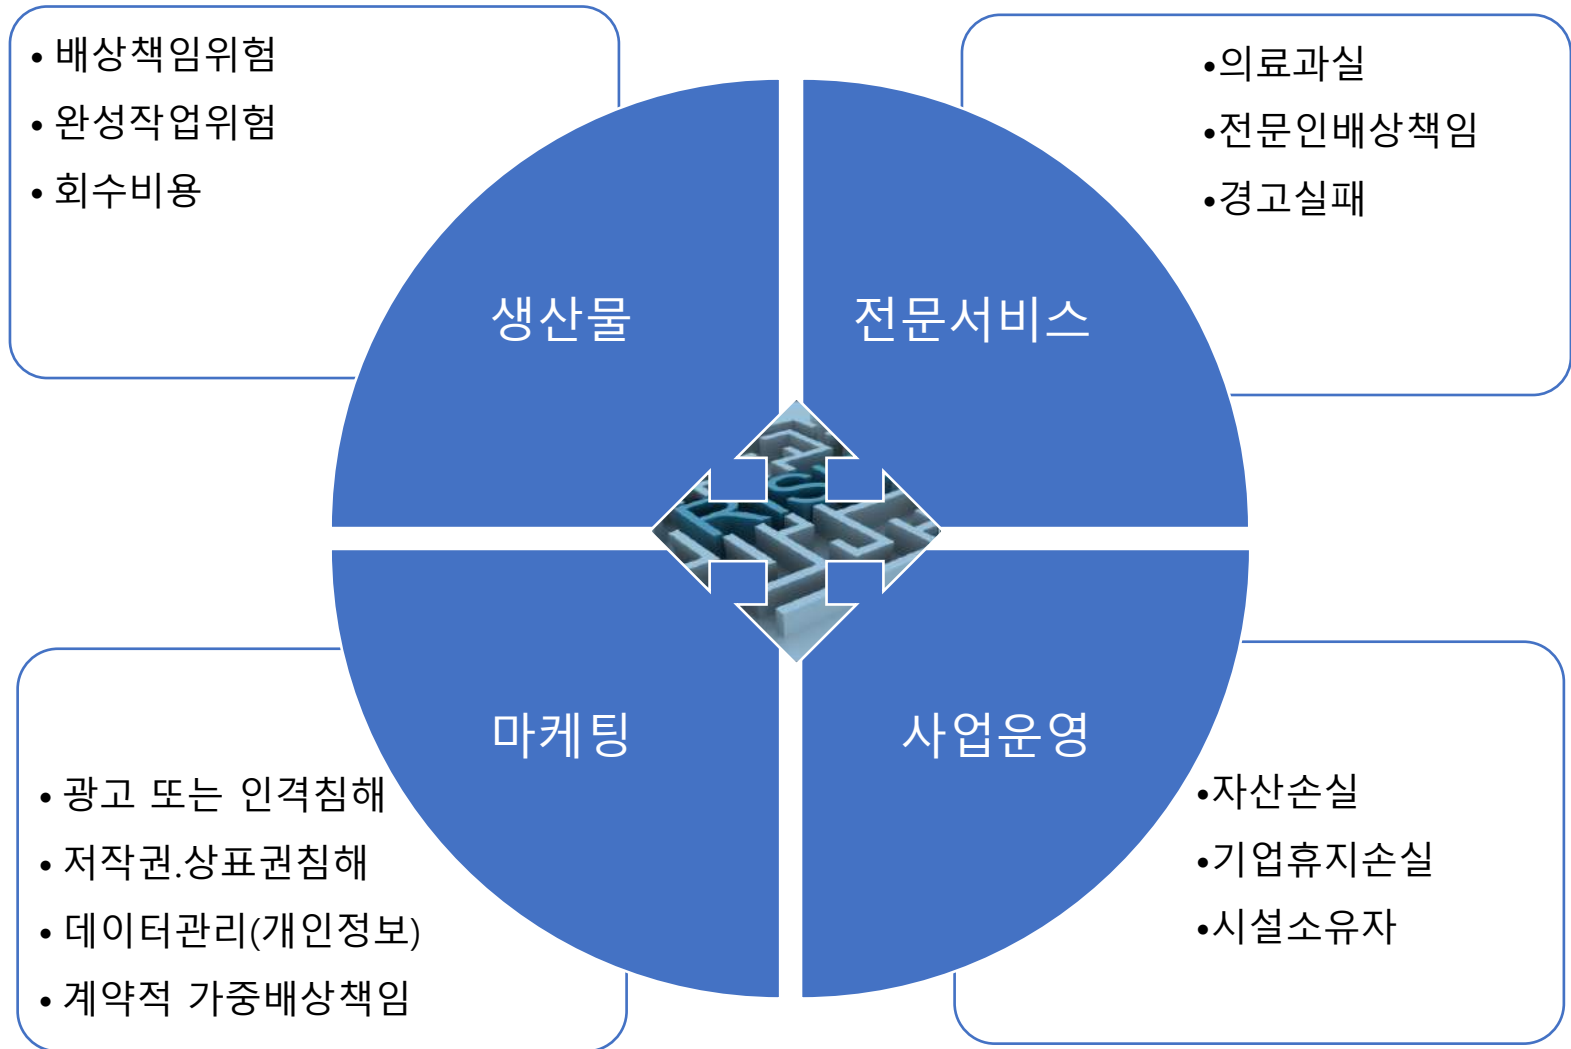 • 배상책임위험
• 완성작업위험
• 회수비용
•의료과실
•전문인배상책임
•경고실패
생산물
전문서비스
RISK
마케팅
사업운영
• 광고 또는 인격침해
• 저작권.상표권침해
• 데이터관리(개인정보)
• 계약적 가중배상책임
•자산손실
•기업휴지손실
•시설소유자